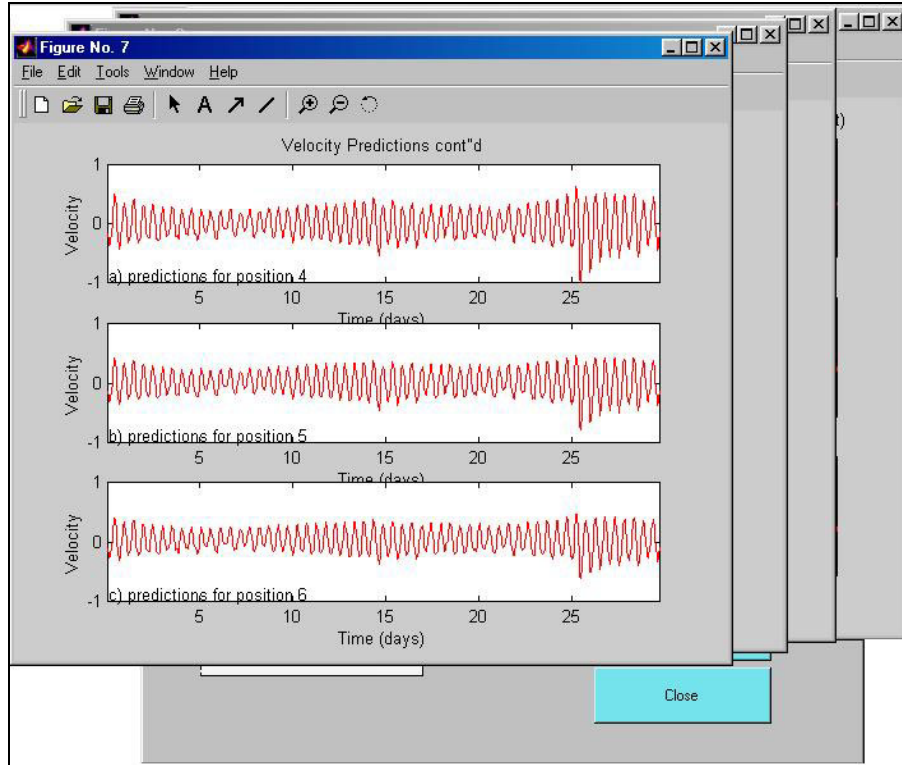 Figure No. 7
File Edit Tools Window Help
A
t)
Velocity Predictions cont"d
1
0
-1
Velocity
a) predictions for position 4
5 10 15 20 25
Time (days)
1
0
-1
Velocity
b) predictions for position 5
5 10 15 20 25
Time (days)
1
0
-1
Velocity
c) predictions for position 6
5 10 15 20 25
Time (days)
Close